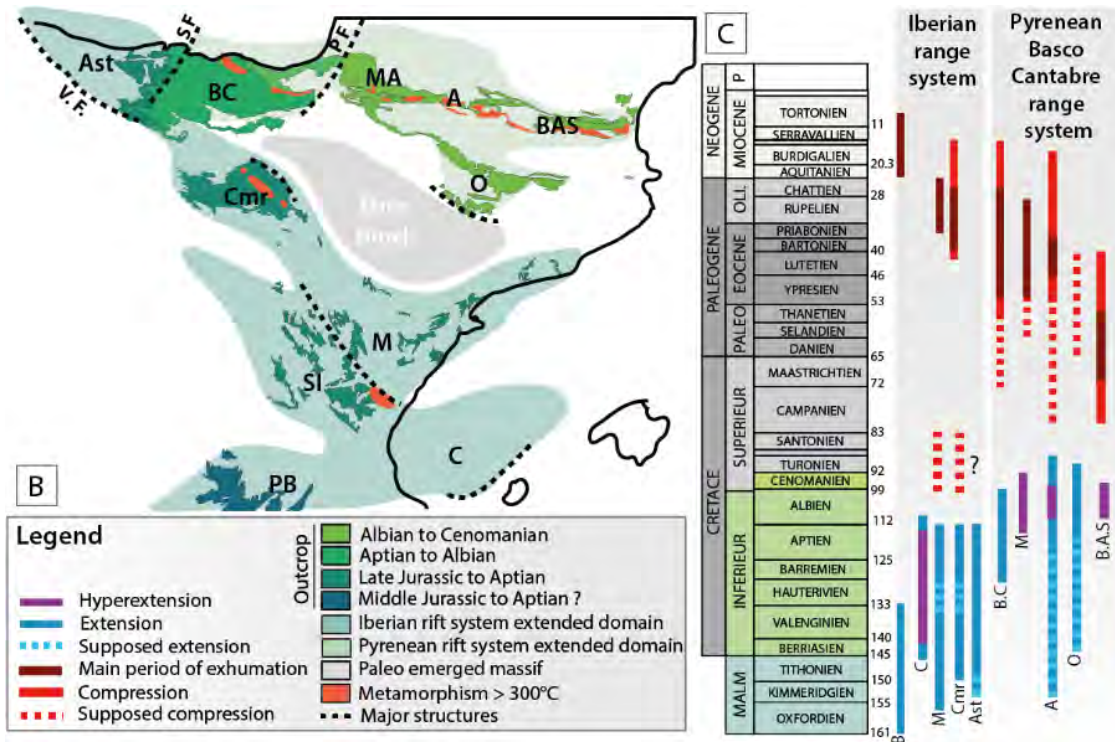 Ast
V.F.
S.F
BC
P.F
MA
A
BAS
O
Cmr
M
SI
C
PB
B
Legend
Hyperextension
Extension
Supposed extension
Main period of exhumation
Compression
Supposed compression
Outcrop
Albian to Cenomanian
Aptian to Albian
Late Jurassic to Aptian
Middle Jurassic to Aptian ?
Iberian rift system extended domain
Pyrenean rift system extended domain
Paleo emerged massif
Metamorphism > 300°C
Major structures
C
Iberian
range
system
Pyrenean
Basco
Cantabre
range
system
NEOGENE
PALEOGENE
CRETACE
P
MIOCENE
OLI.
EOCENE
PALEO
SUPERIEUR
INFERIEUR
MALM
TORTONIEN
11
SERRAVALLIEN
BURDIGALIEN
20.3
AQUITANIEN
CHATTIEN
28
RUPELIEN
PRIABONIEN
BARTONIEN
40
LUTETIEN
46
YPRESIEN
53
THANETIEN
SELANDIEN
DANIEN
65
MAASTRICHTIEN
72
CAMPANIEN
83
SANTONIEN
TURONIEN
92
CENOMANIEN
99
ALBIEN
112
APTIEN
125
BARREMIEN
HAUTERIVIEN
133
VALENGINIEN
140
BERRIASIEN
145
TITHONIEN
150
KIMMERIDGIEN
155
OXFORDIEN
161
?
C
M
Cmr
Ast
B.C
M
A
O
B.A.S